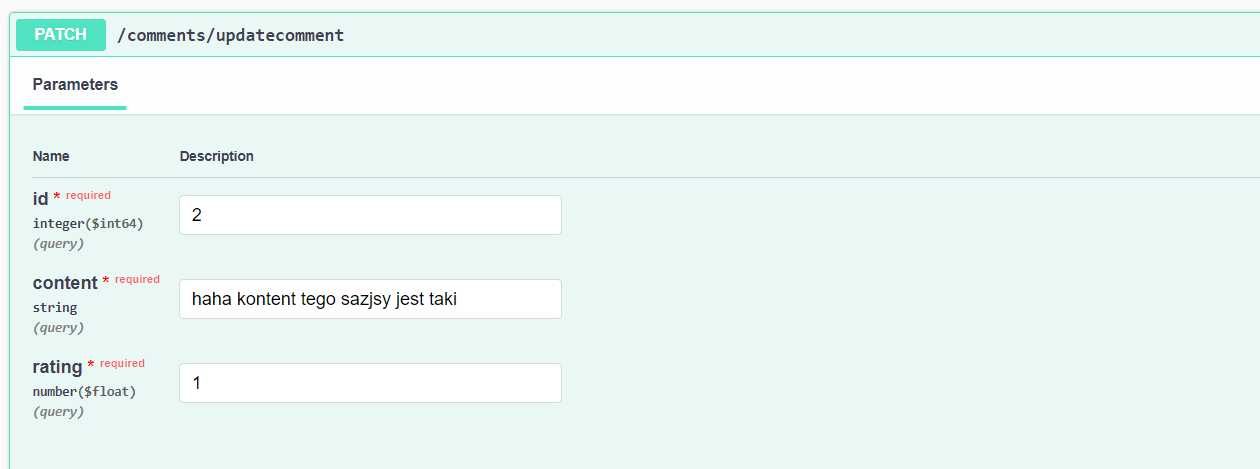 PATCH /comments/updatecomment
Parameters
Name Description
id * required
integer($int64)
(query)
2
content * required
string
(query)
haha kontent tego sazjsy jest taki
rating * required
number($float)
(query)
1